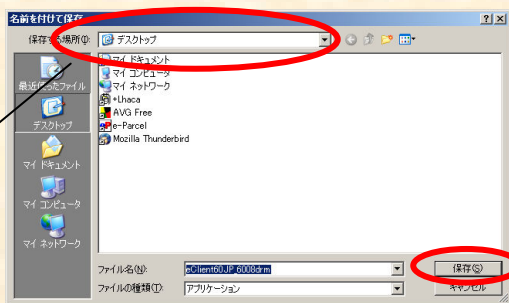 名前を付けて保存
保存する場所(I):
デスクトップ
最近使ったファイル
デスクトップ
マイ ドキュメント
マイ コンピュータ
マイ ネットワーク
マイ ドキュメント
マイ コンピュータ
マイ ネットワーク
+Lhaca
AVG Free
e-Parcel
Mozilla Thunderbird
ファイル名(N):
eClient60JP_6008drm
保存(S)
ファイルの種類(T):
アプリケーション
キャンセル